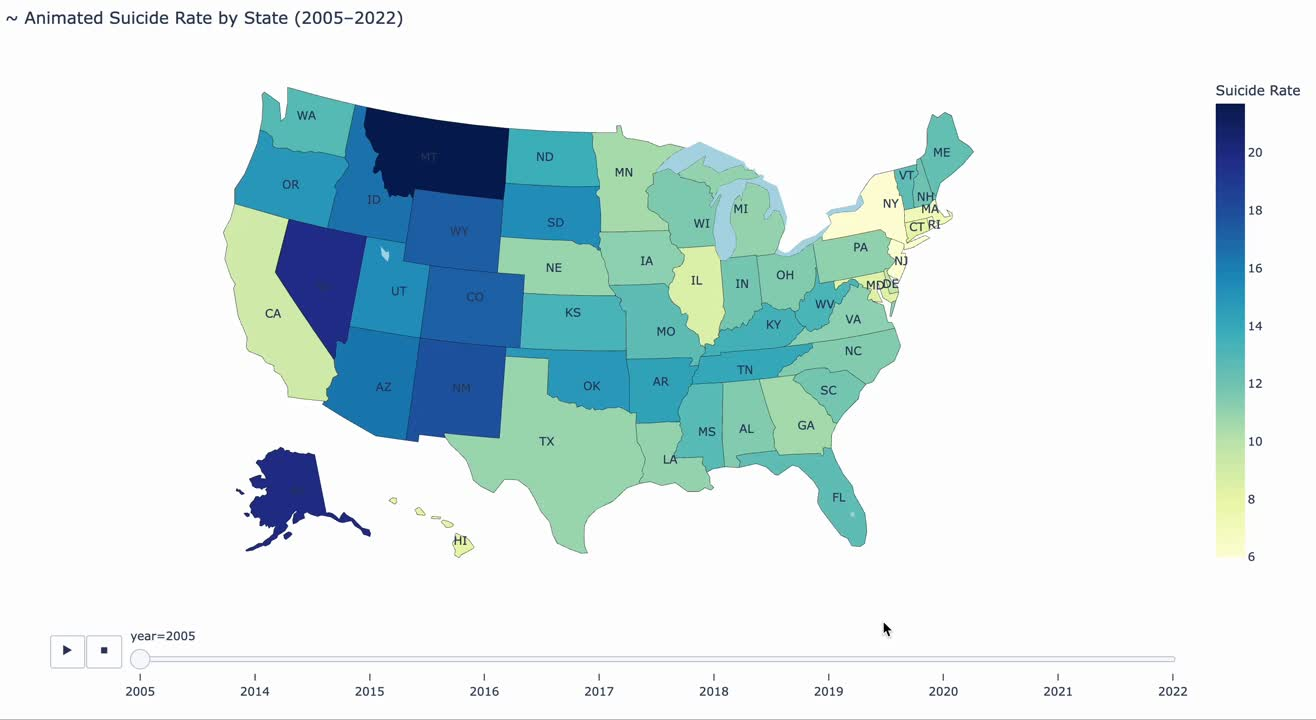 ~ Animated Suicide Rate by State (2005–2022)
Suicide Rate
20
18
16
14
12
10
8
6
WA
MT
ND
MN
ME
OR
ID
SD
WI
MI
VT
NH
NY
MA
CT
RI
WY
NE
IA
PA
NJ
UT
CO
IL
IN
OH
MD
DE
CA
KS
MO
KY
WV
VA
AZ
NM
OK
AR
TN
NC
SC
TX
LA
MS
AL
GA
FL
HI
year=2005
▶
■
2005 2014 2015 2016 2017 2018 2019 2020 2021 2022